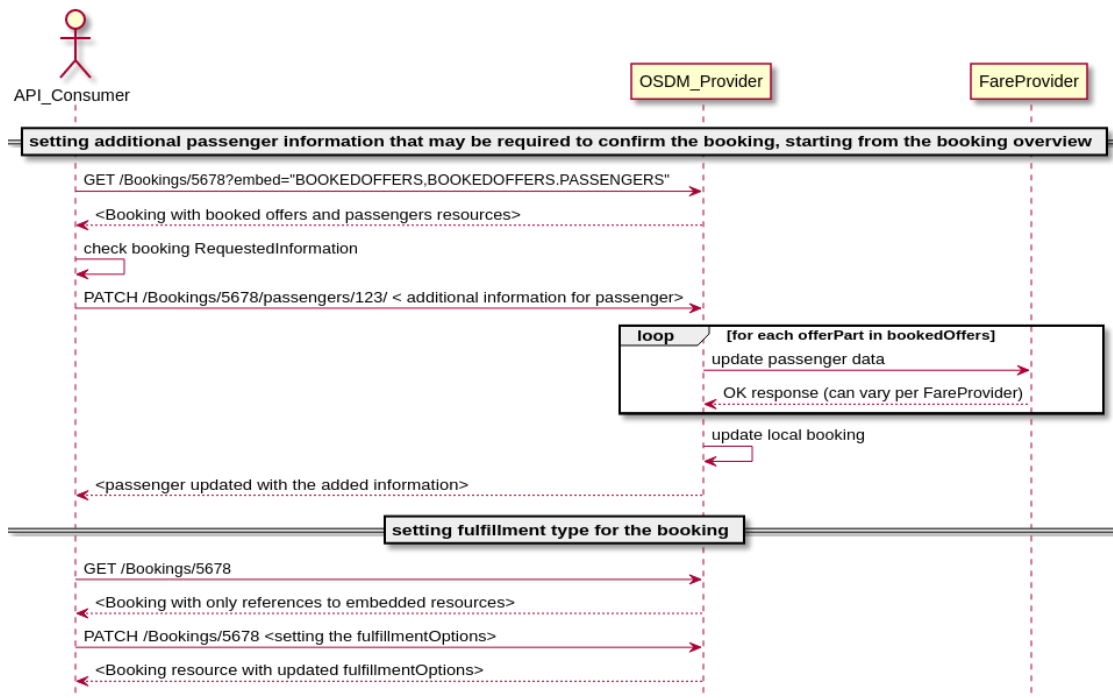 API_Consumer
OSDM_Provider
FareProvider
setting additional passenger information that may be required to confirm the booking, starting from the booking overview
GET /Bookings/5678?embed="BOOKEDOFFERS,BOOKEDOFFERS.PASSENGERS"
<Booking with booked offers and passengers resources>
check booking RequestedInformation
PATCH /Bookings/5678/passengers/123/ < additional information for passenger>
loop [for each offerPart in bookedOffers]
update passenger data
OK response (can vary per FareProvider)
update local booking
<passenger updated with the added information>
setting fulfillment type for the booking
GET /Bookings/5678
<Booking with only references to embedded resources>
PATCH /Bookings/5678 <setting the fulfillmentOptions>
<Booking resource with updated fulfillmentOptions>